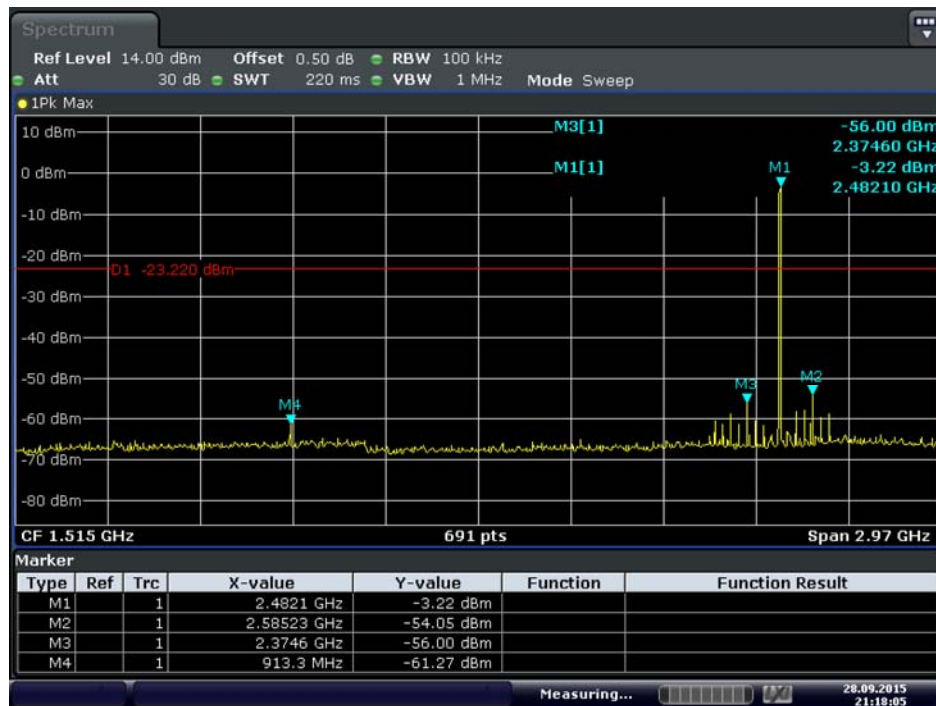 Spectrum
Ref Level 14.00 dBm Offset 0.50 dB RBW 100 kHz
Att 30 dB SWT 220 ms VBW 1 MHz Mode Sweep
1Pk Max
M3[1] -56.00 dBm
2.37460 GHz
M1[1] -3.22 dBm
2.48210 GHz
10 dBm
0 dBm
M1
-10 dBm
-20 dBm
D1 -23.220 dBm
-30 dBm
-40 dBm
-50 dBm
M3 M2
M4
-60 dBm
-70 dBm
-80 dBm
CF 1.515 GHz 691 pts Span 2.97 GHz
Marker
Type Ref Trc X-value Y-value Function Function Result
M1 1 2.4821 GHz -3.22 dBm
M2 1 2.58523 GHz -54.05 dBm
M3 1 2.3746 GHz -56.00 dBm
M4 1 913.3 MHz -61.27 dBm
Measuring... 28.09.2015
21:18:05